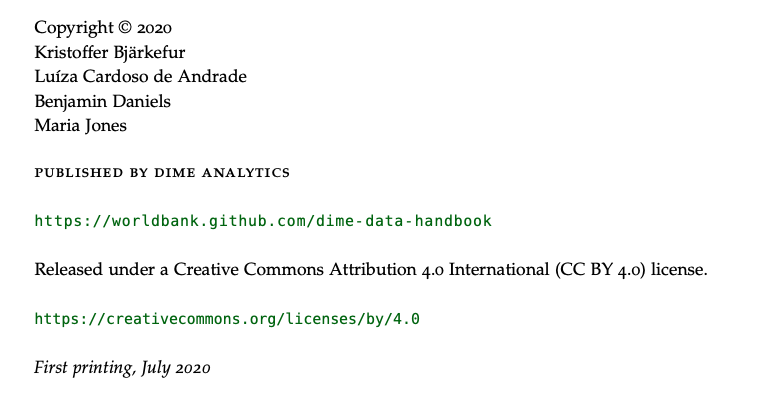 Copyright © 2020
Kristoffer Bjärkefur
Luíza Cardoso de Andrade
Benjamin Daniels
Maria Jones
PUBLISHED BY DIME ANALYTICS
https://worldbank.github.com/dime-data-handbook
Released under a Creative Commons Attribution 4.0 International (CC BY 4.0) license.
https://creativecommons.org/licenses/by/4.0
First printing, July 2020